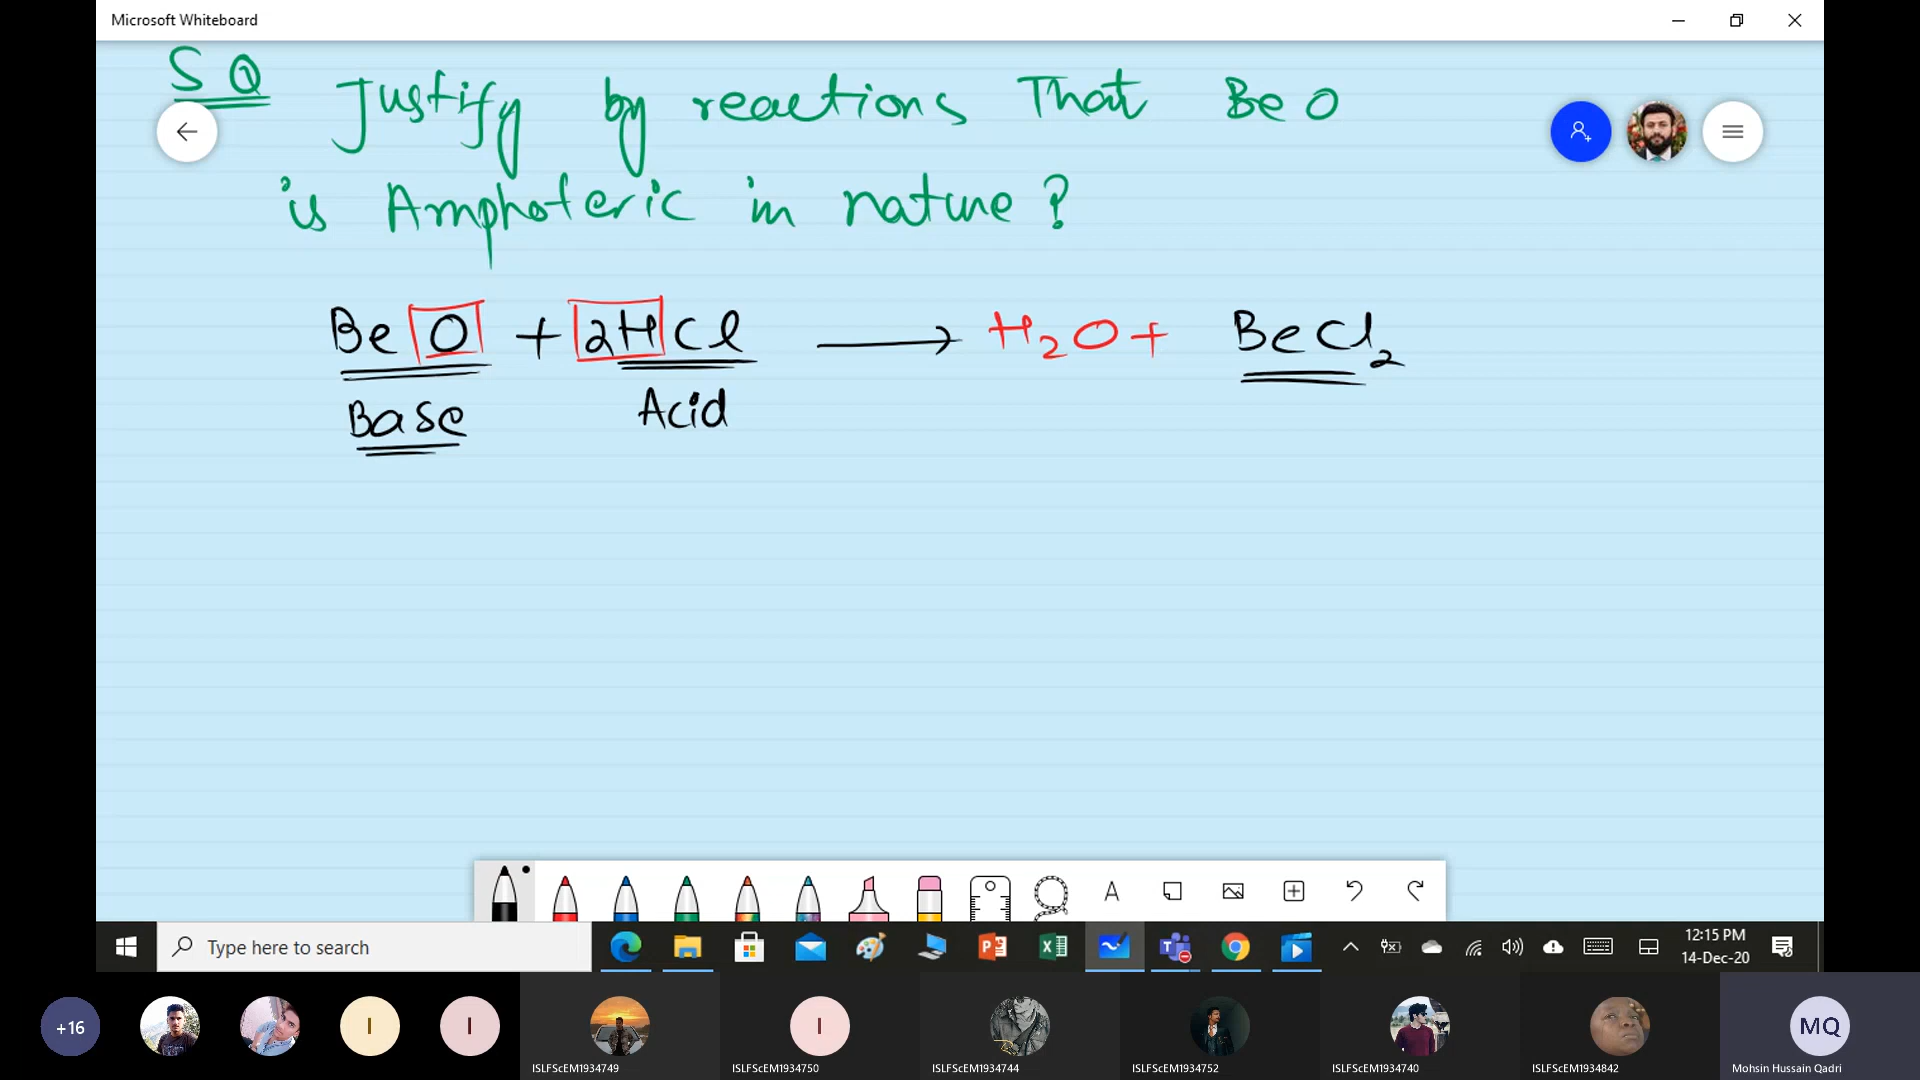 Microsoft Whiteboard
SQ Justify by reactions That BeO
is Amphoteric in nature?
BeO + 2HCl ⟶ H₂O + BeCl₂
Base Acid
A
Type here to search
12:15 PM
14-Dec-20
+16
I
I
I
MQ
ISLFScEM1934749
ISLFScEM1934750
ISLFScEM1934744
ISLFScEM1934752
ISLFScEM1934740
ISLFScEM1934842
Mohsin Hussain Qadri